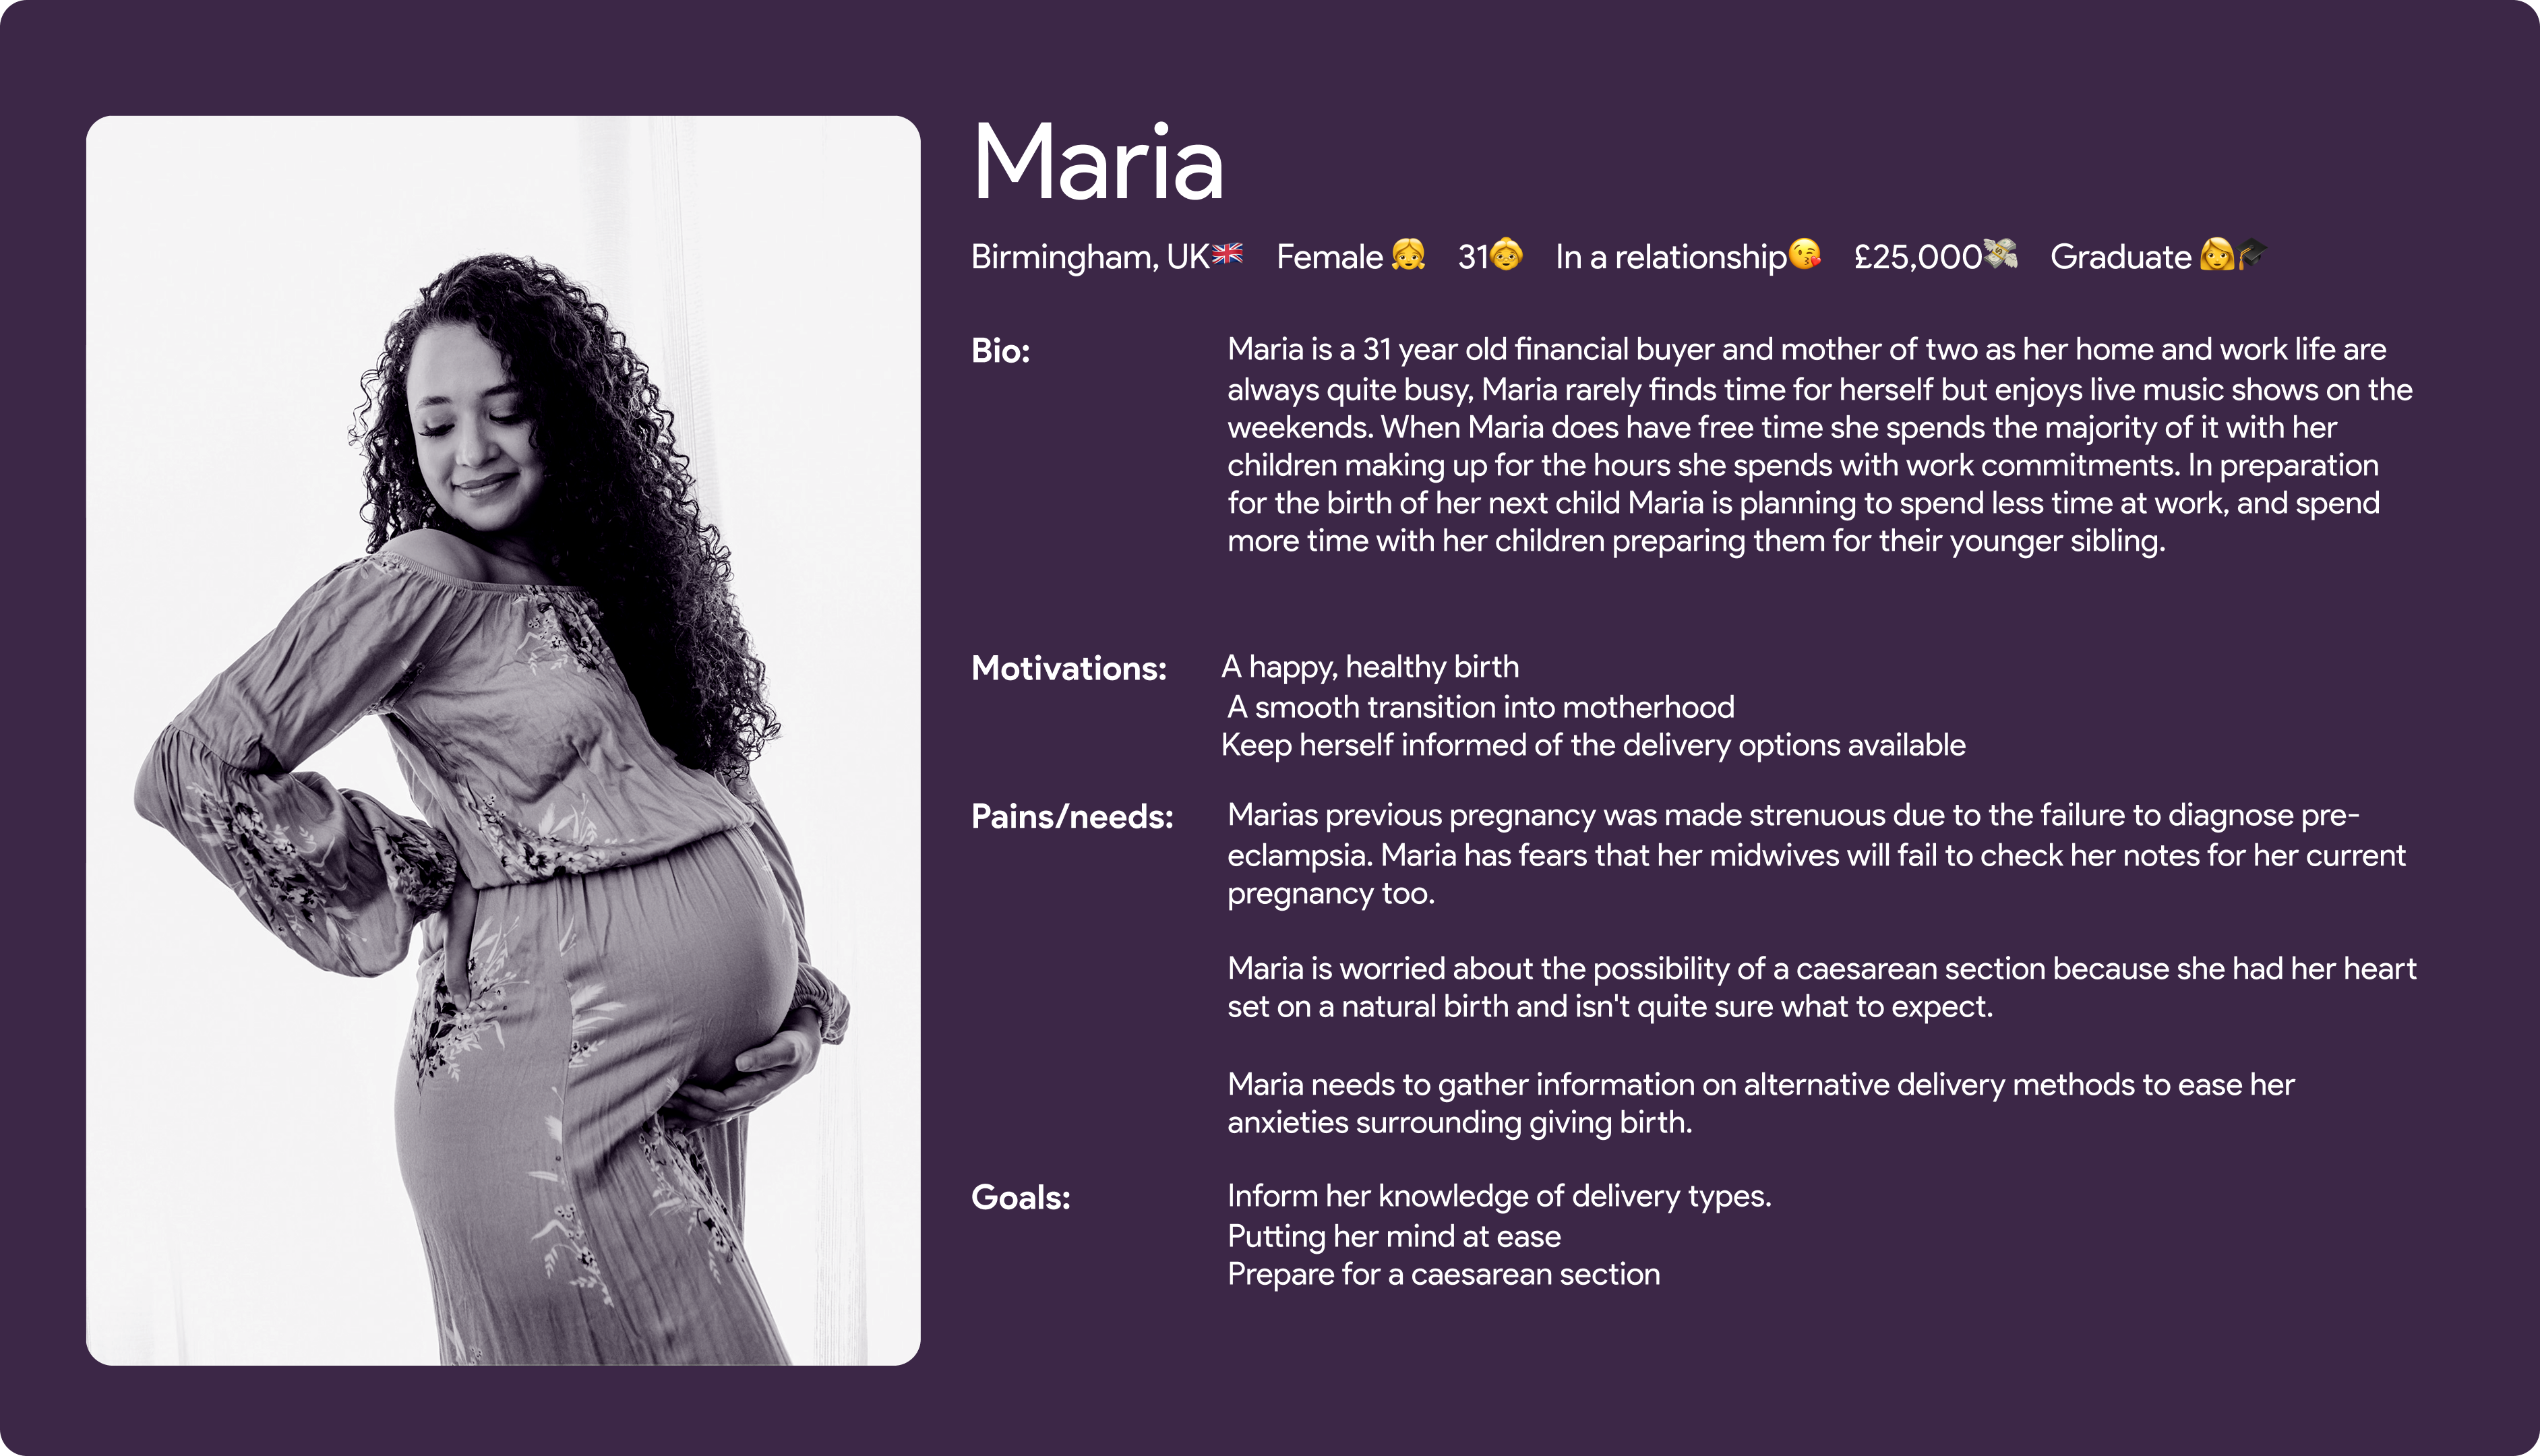 Maria
Birmingham, UK🇬🇧 Female 👧 31👵 In a relationship😘 £25,000💸 Graduate 👩🎓
Bio:
Maria is a 31 year old financial buyer and mother of two as her home and work life are
always quite busy, Maria rarely finds time for herself but enjoys live music shows on the
weekends. When Maria does have free time she spends the majority of it with her
children making up for the hours she spends with work commitments. In preparation
for the birth of her next child Maria is planning to spend less time at work, and spend
more time with her children preparing them for their younger sibling.
Motivations:
A happy, healthy birth
A smooth transition into motherhood
Keep herself informed of the delivery options available
Pains/needs:
Marias previous pregnancy was made strenuous due to the failure to diagnose pre-
eclampsia. Maria has fears that her midwives will fail to check her notes for her current
pregnancy too.
Maria is worried about the possibility of a caesarean section because she had her heart
set on a natural birth and isn't quite sure what to expect.
Maria needs to gather information on alternative delivery methods to ease her
anxieties surrounding giving birth.
Goals:
Inform her knowledge of delivery types.
Putting her mind at ease
Prepare for a caesarean section